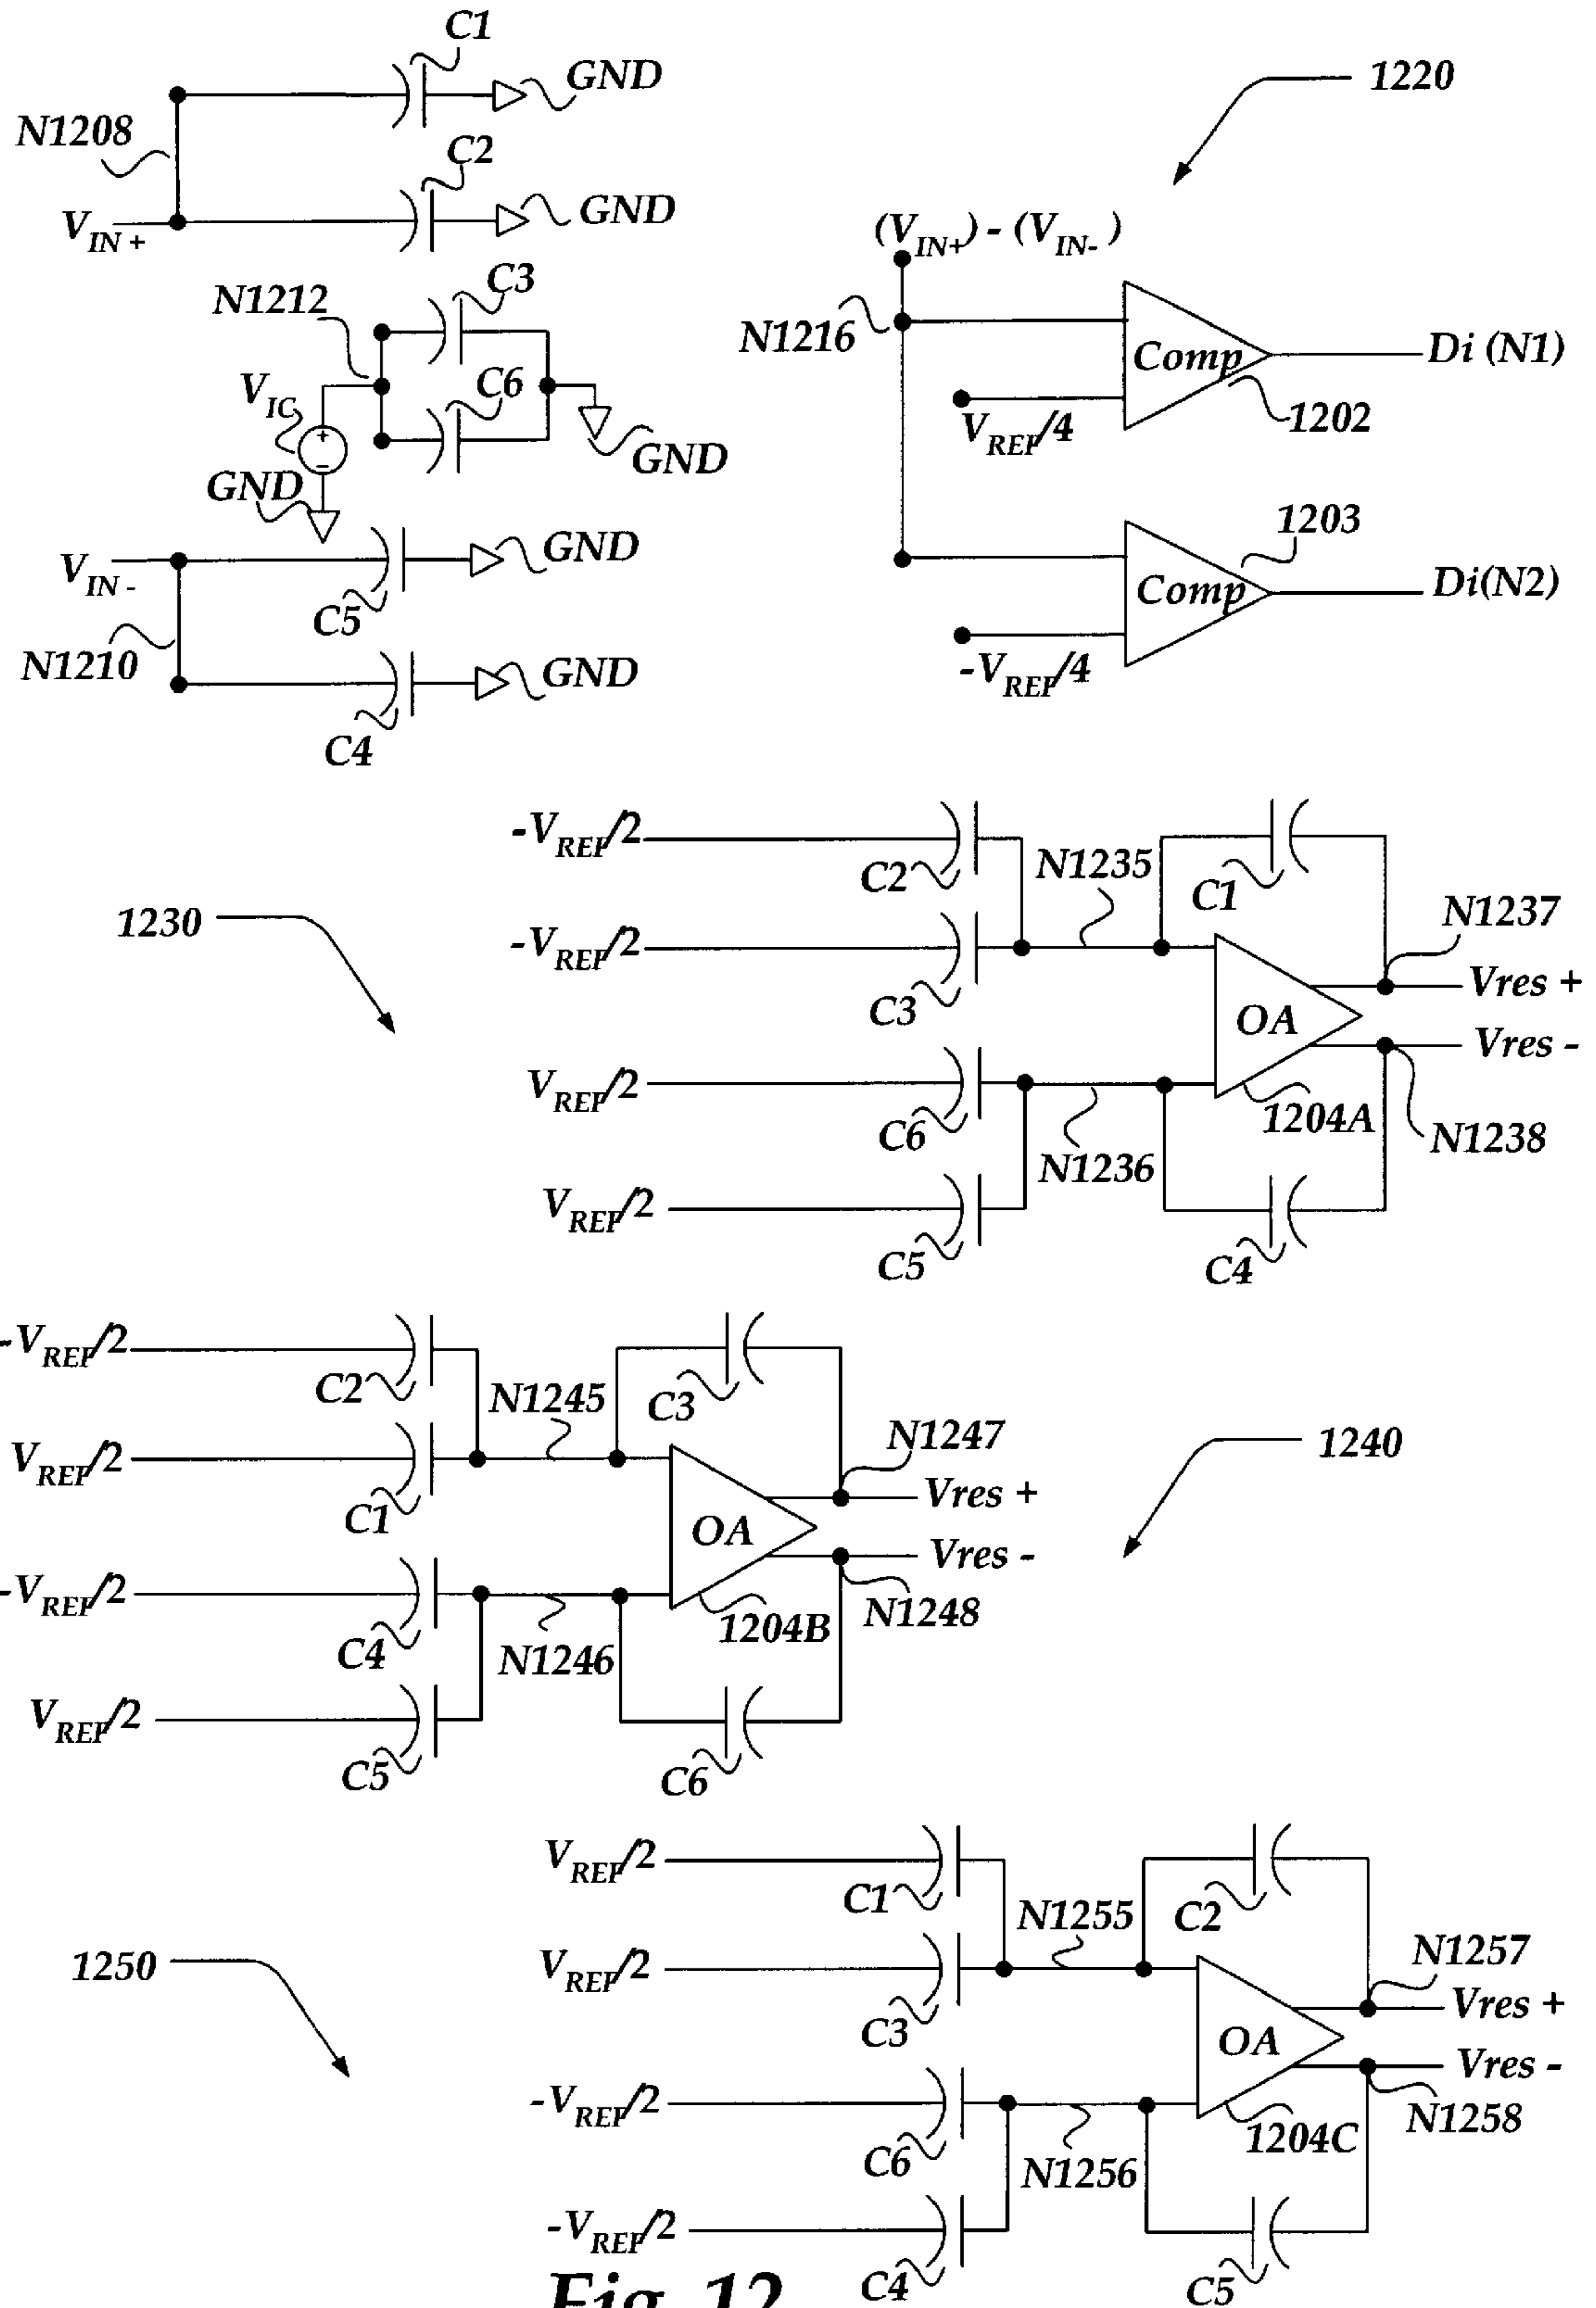 C1
GND
N1208
C2
V_IN+
GND
1220
(V_IN+) - (V_IN-)
N1212
C3
N1216
Comp
Di (N1)
V_IC
C6
V_REF/4
1202
GND
GND
1203
V_IN-
GND
Comp
Di(N2)
C5
N1210
GND
-V_REF/4
C4
-V_REF/2
C2
N1235
C1
1230
-V_REF/2
N1237
C3
Vres +
OA
Vres -
V_REF/2
C6
1204A
N1238
N1236
V_REF/2
C5
C4
-V_REF/2
C2
N1245
C3
V_REF/2
N1247
1240
C1
Vres +
OA
Vres -
-V_REF/2
C4
1204B
N1248
N1246
V_REF/2
C5
C6
V_REF/2
C1
N1255
C2
1250
V_REF/2
N1257
C3
Vres +
OA
Vres -
-V_REF/2
C6
1204C
N1258
N1256
-V_REF/2
C4
C5
Fig. 12